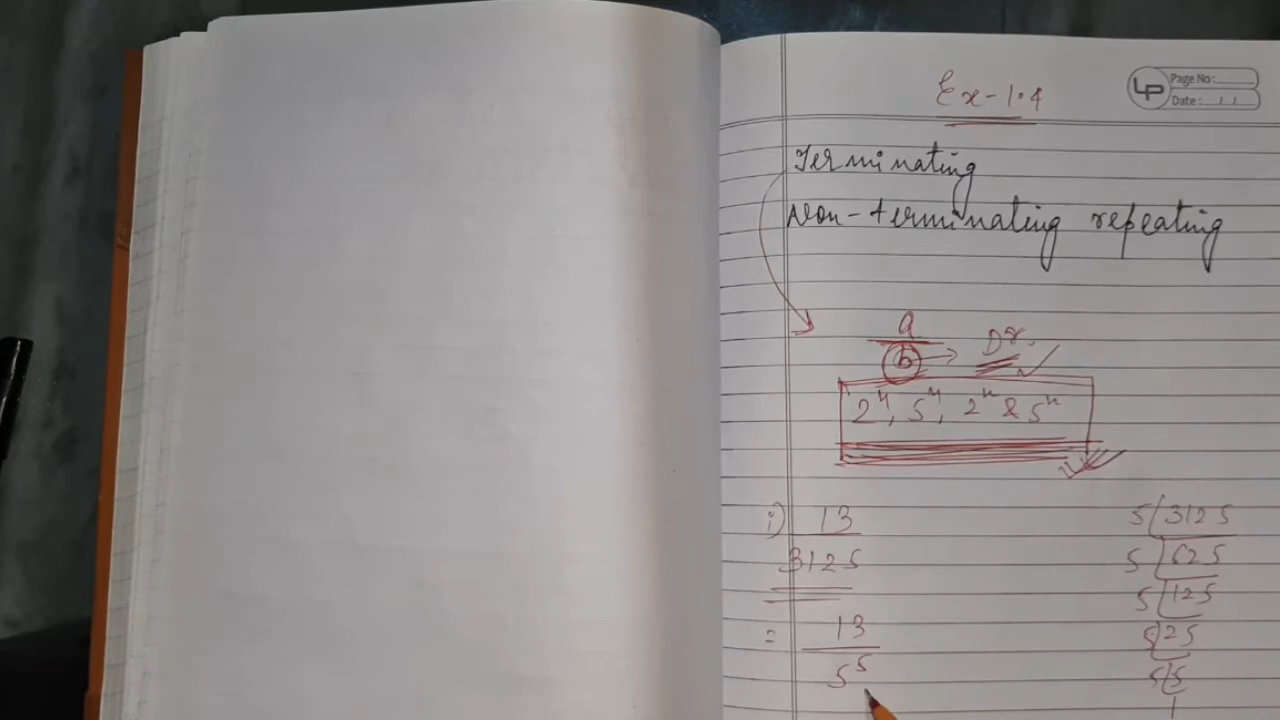 Ex-1.4
LP
Page No:
Date:
Terminating
Non-terminating repeating
a
b → Dr.
2ⁿ, 5ⁿ, 2ⁿ & 5ⁿ
i) 13
3125
= 13
5⁵
5 3125
5 625
5 125
5 25
5 5
1